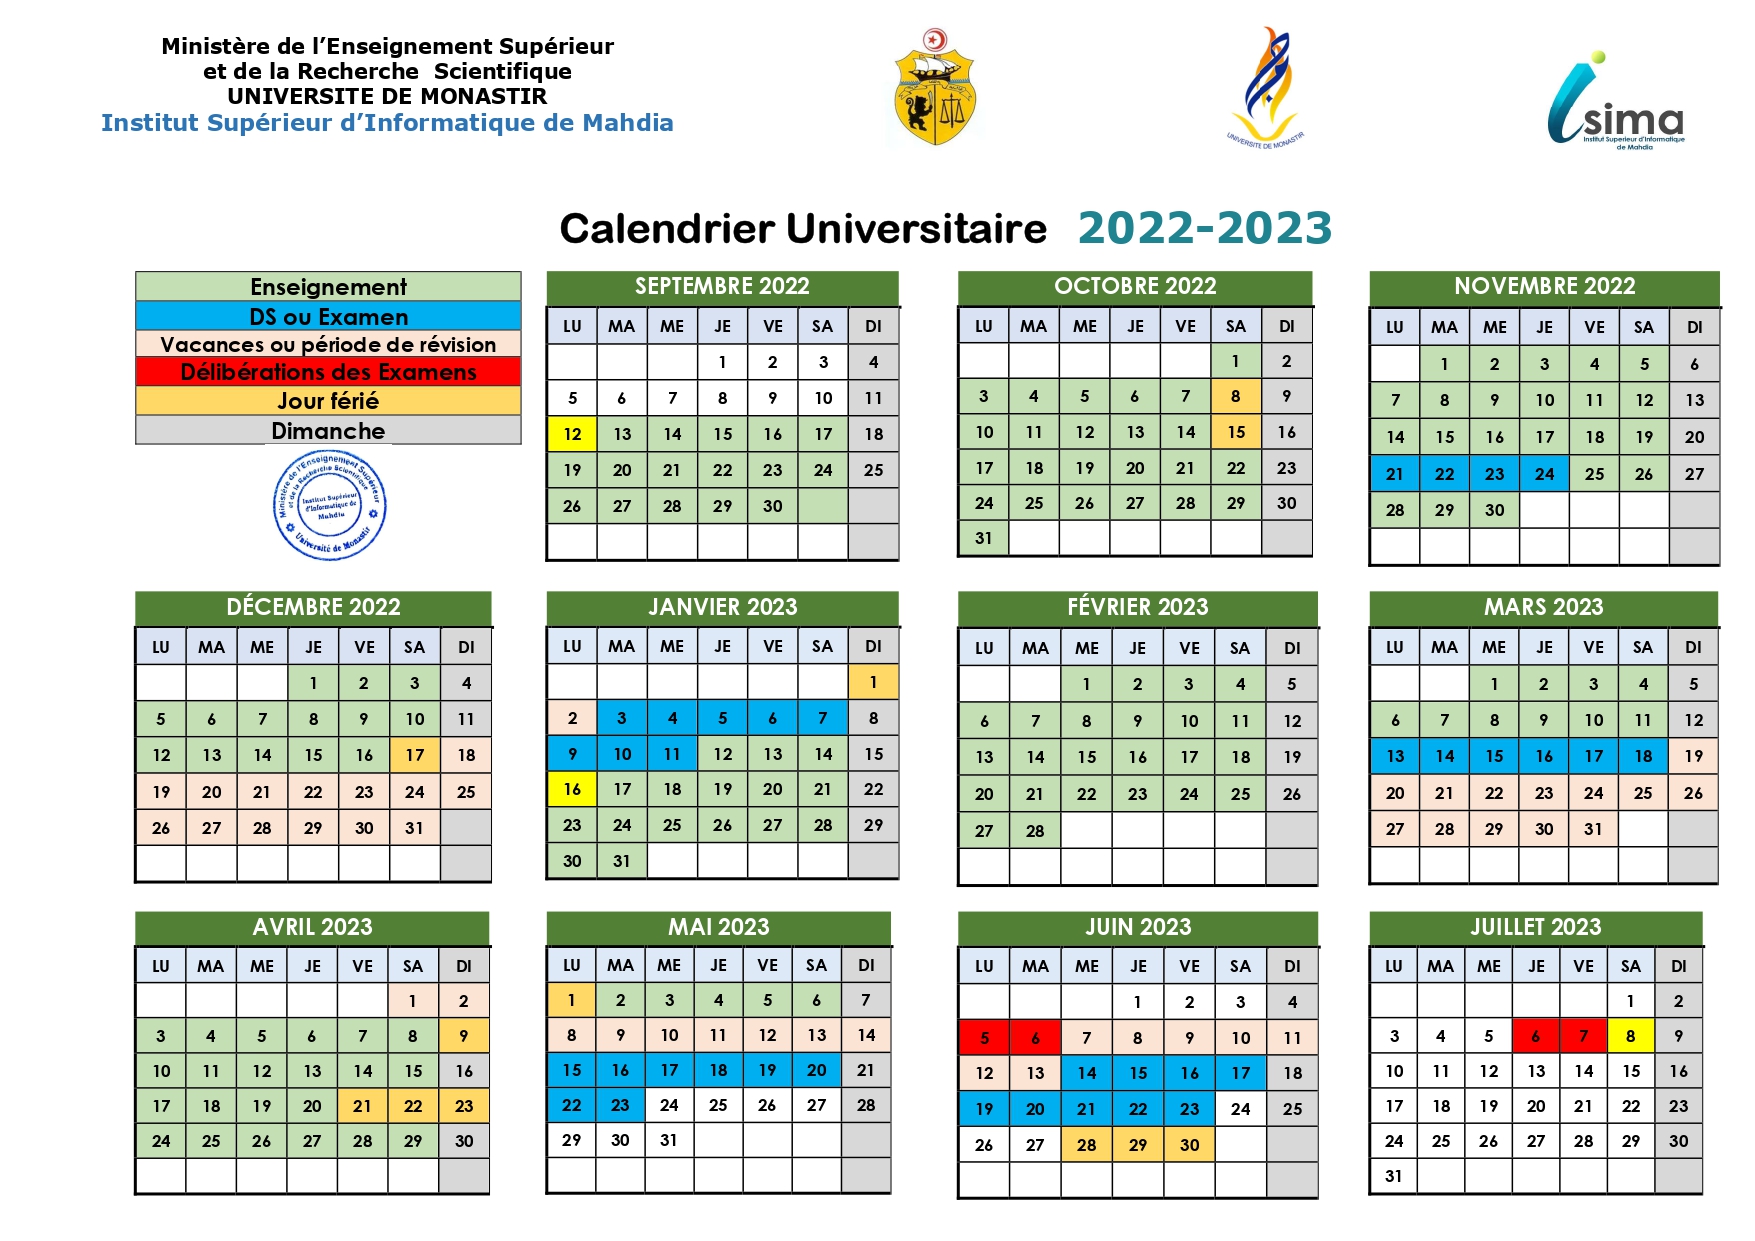 Ministère de l’Enseignement Supérieur
et de la Recherche Scientifique
UNIVERSITE DE MONASTIR
Institut Supérieur d’Informatique de Mahdia
UNIVERSITE DE MONASTIR
isima
Institut Superieur d'Informatique
de Mahdia
Calendrier Universitaire 2022-2023
Enseignement
DS ou Examen
Vacances ou période de révision
Délibérations des Examens
Jour férié
Dimanche
Ministère de l'Enseignement Supérieur
et de la Recherche Scientifique
Institut Supérieur
d'Informatique de
Mahdia
Université de Monastir
SEPTEMBRE 2022
LU MA ME JE VE SA DI
1 2 3 4
5 6 7 8 9 10 11
12 13 14 15 16 17 18
19 20 21 22 23 24 25
26 27 28 29 30
OCTOBRE 2022
LU MA ME JE VE SA DI
1 2
3 4 5 6 7 8 9
10 11 12 13 14 15 16
17 18 19 20 21 22 23
24 25 26 27 28 29 30
31
NOVEMBRE 2022
LU MA ME JE VE SA DI
1 2 3 4 5 6
7 8 9 10 11 12 13
14 15 16 17 18 19 20
21 22 23 24 25 26 27
28 29 30
DÉCEMBRE 2022
LU MA ME JE VE SA DI
1 2 3 4
5 6 7 8 9 10 11
12 13 14 15 16 17 18
19 20 21 22 23 24 25
26 27 28 29 30 31
JANVIER 2023
LU MA ME JE VE SA DI
1
2 3 4 5 6 7 8
9 10 11 12 13 14 15
16 17 18 19 20 21 22
23 24 25 26 27 28 29
30 31
FÉVRIER 2023
LU MA ME JE VE SA DI
1 2 3 4 5
6 7 8 9 10 11 12
13 14 15 16 17 18 19
20 21 22 23 24 25 26
27 28
MARS 2023
LU MA ME JE VE SA DI
1 2 3 4 5
6 7 8 9 10 11 12
13 14 15 16 17 18 19
20 21 22 23 24 25 26
27 28 29 30 31
AVRIL 2023
LU MA ME JE VE SA DI
1 2
3 4 5 6 7 8 9
10 11 12 13 14 15 16
17 18 19 20 21 22 23
24 25 26 27 28 29 30
MAI 2023
LU MA ME JE VE SA DI
1 2 3 4 5 6 7
8 9 10 11 12 13 14
15 16 17 18 19 20 21
22 23 24 25 26 27 28
29 30 31
JUIN 2023
LU MA ME JE VE SA DI
1 2 3 4
5 6 7 8 9 10 11
12 13 14 15 16 17 18
19 20 21 22 23 24 25
26 27 28 29 30
JUILLET 2023
LU MA ME JE VE SA DI
1 2
3 4 5 6 7 8 9
10 11 12 13 14 15 16
17 18 19 20 21 22 23
24 25 26 27 28 29 30
31